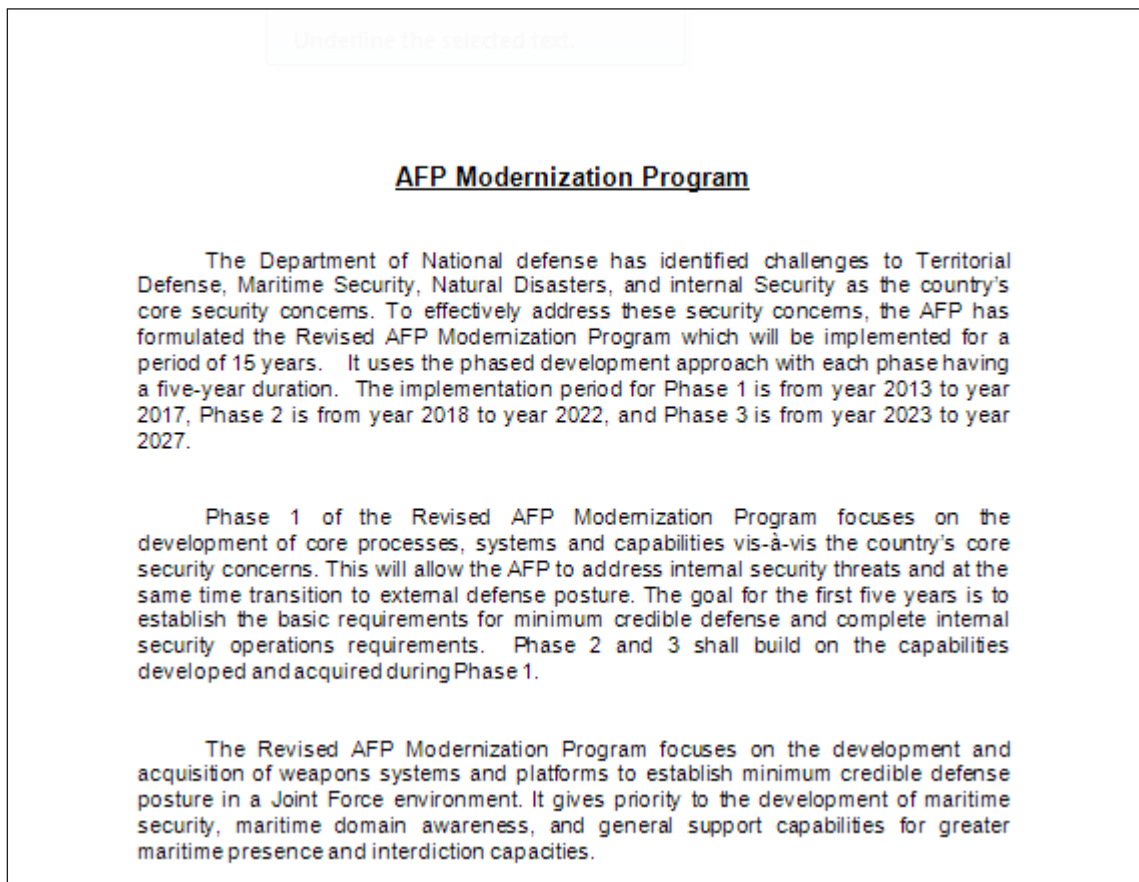 Underline the selected text.
AFP Modernization Program
The Department of National defense has identified challenges to Territorial
Defense, Maritime Security, Natural Disasters, and internal Security as the country's
core security concerns. To effectively address these security concerns, the AFP has
formulated the Revised AFP Modernization Program which will be implemented for a
period of 15 years. It uses the phased development approach with each phase having
a five-year duration. The implementation period for Phase 1 is from year 2013 to year
2017, Phase 2 is from year 2018 to year 2022, and Phase 3 is from year 2023 to year
2027.
Phase 1 of the Revised AFP Modernization Program focuses on the
development of core processes, systems and capabilities vis-à-vis the country's core
security concerns. This will allow the AFP to address internal security threats and at the
same time transition to external defense posture. The goal for the first five years is to
establish the basic requirements for minimum credible defense and complete internal
security operations requirements. Phase 2 and 3 shall build on the capabilities
developed and acquired during Phase 1.
The Revised AFP Modernization Program focuses on the development and
acquisition of weapons systems and platforms to establish minimum credible defense
posture in a Joint Force environment. It gives priority to the development of maritime
security, maritime domain awareness, and general support capabilities for greater
maritime presence and interdiction capacities.